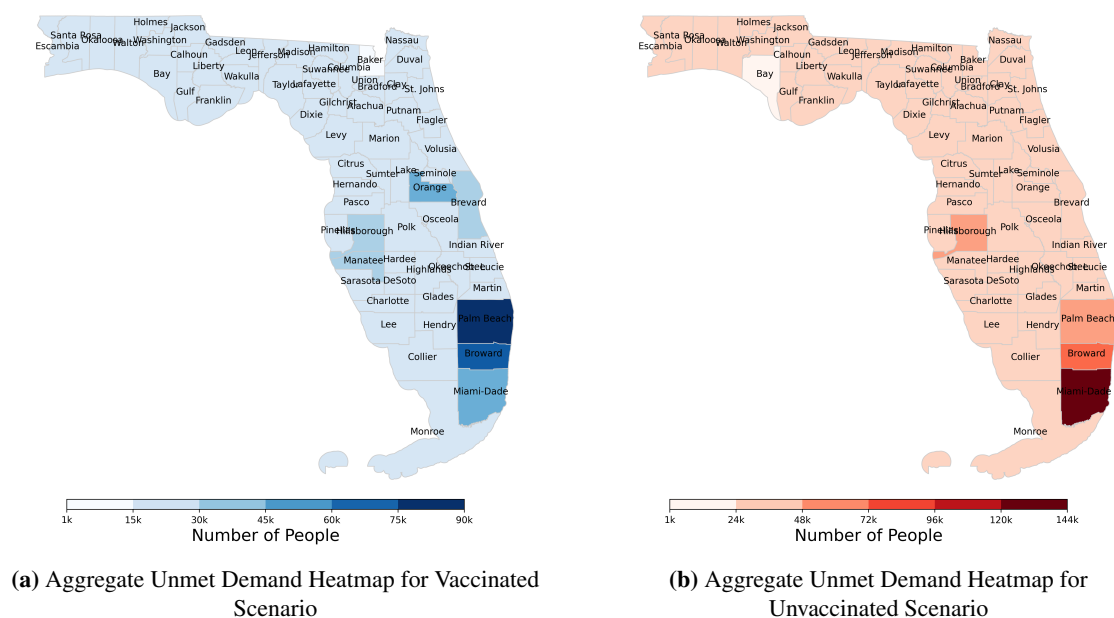 Holmes
Jackson
Santa Rosa
Okaloosa
Walton
Washington
Escambia
Gadsden
Leon
Jefferson
Madison
Hamilton
Nassau
Calhoun
Liberty
Bay
Wakulla
Suwannee
Columbia
Baker
Duval
Gulf
Franklin
Taylor
Lafayette
Union
Bradford
Clay
St. Johns
Dixie
Gilchrist
Alachua
Putnam
Flagler
Levy
Marion
Volusia
Citrus
Sumter
Lake
Seminole
Hernando
Orange
Pasco
Brevard
Osceola
Pinellas
Hillsborough
Polk
Indian River
Manatee
Hardee
Highlands
Okeechobee
St. Lucie
Sarasota
DeSoto
Martin
Charlotte
Glades
Lee
Hendry
Palm Beach
Collier
Broward
Miami-Dade
Monroe
1k 15k 30k 45k 60k 75k 90k
Number of People
(a) Aggregate Unmet Demand Heatmap for Vaccinated
Scenario
Holmes
Jackson
Santa Rosa
Okaloosa
Walton
Washington
Escambia
Gadsden
Leon
Jefferson
Madison
Hamilton
Nassau
Calhoun
Liberty
Bay
Wakulla
Suwannee
Columbia
Baker
Duval
Gulf
Franklin
Taylor
Lafayette
Union
Bradford
Clay
St. Johns
Dixie
Gilchrist
Alachua
Putnam
Flagler
Levy
Marion
Volusia
Citrus
Sumter
Lake
Seminole
Hernando
Orange
Pasco
Brevard
Osceola
Pinellas
Hillsborough
Polk
Indian River
Manatee
Hardee
Highlands
Okeechobee
St. Lucie
Sarasota
DeSoto
Martin
Charlotte
Glades
Lee
Hendry
Palm Beach
Collier
Broward
Miami-Dade
Monroe
1k 24k 48k 72k 96k 120k 144k
Number of People
(b) Aggregate Unmet Demand Heatmap for
Unvaccinated Scenario